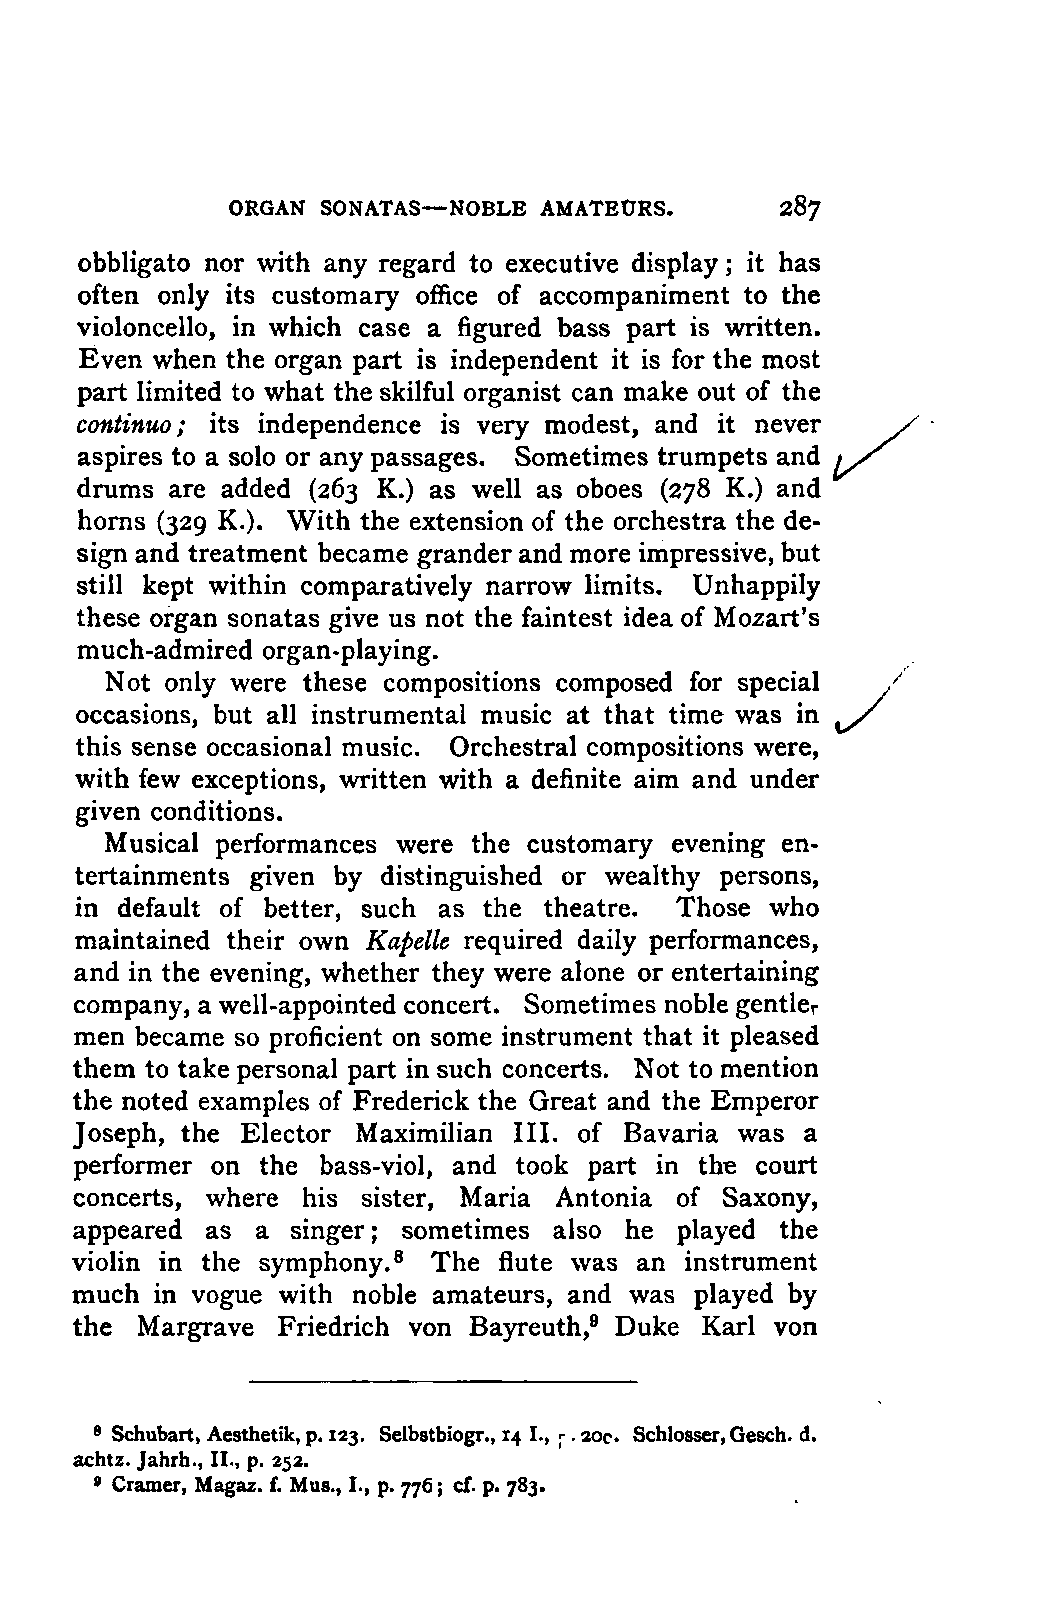 ORGAN SONATAS—NOBLE AMATEURS. 287
obbligato nor with any regard to executive display; it has
often only its customary office of accompaniment to the
violoncello, in which case a figured bass part is written.
Even when the organ part is independent it is for the most
part limited to what the skilful organist can make out of the
continuo; its independence is very modest, and it never
aspires to a solo or any passages. Sometimes trumpets and
drums are added (263 K.) as well as oboes (278 K.) and
horns (329 K.). With the extension of the orchestra the de-
sign and treatment became grander and more impressive, but
still kept within comparatively narrow limits. Unhappily
these organ sonatas give us not the faintest idea of Mozart's
much-admired organ-playing.
Not only were these compositions composed for special
occasions, but all instrumental music at that time was in
this sense occasional music. Orchestral compositions were,
with few exceptions, written with a definite aim and under
given conditions.
Musical performances were the customary evening en-
tertainments given by distinguished or wealthy persons,
in default of better, such as the theatre. Those who
maintained their own Kapelle required daily performances,
and in the evening, whether they were alone or entertaining
company, a well-appointed concert. Sometimes noble gentle-
men became so proficient on some instrument that it pleased
them to take personal part in such concerts. Not to mention
the noted examples of Frederick the Great and the Emperor
Joseph, the Elector Maximilian III. of Bavaria was a
performer on the bass-viol, and took part in the court
concerts, where his sister, Maria Antonia of Saxony,
appeared as a singer; sometimes also he played the
violin in the symphony.⁸ The flute was an instrument
much in vogue with noble amateurs, and was played by
the Margrave Friedrich von Bayreuth,⁹ Duke Karl von
⁸ Schubart, Aesthetik, p. 123. Selbstbiogr., 14 I., Schlosser, Gesch. d.
achtz. Jahrh., II., p. 252.
⁹ Cramer, Magaz. f. Mus., I., p. 776; cf. p. 783.